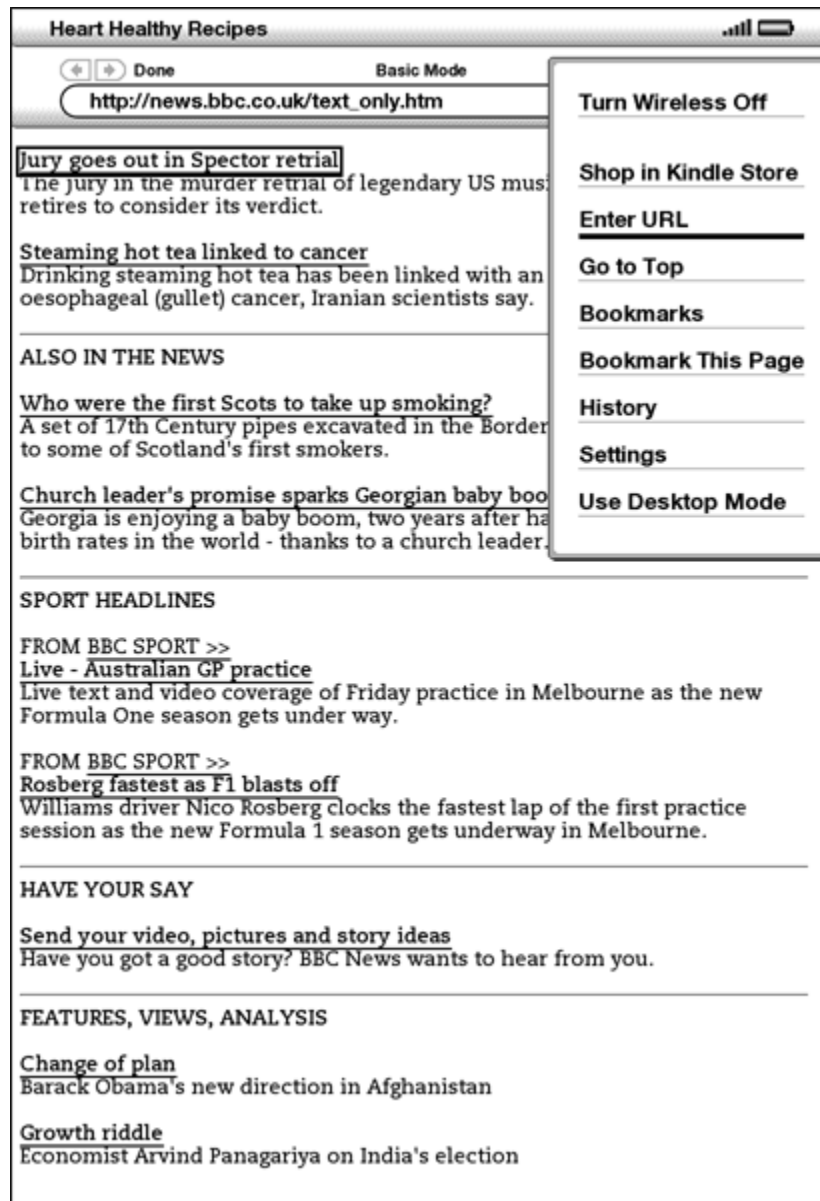 Heart Healthy Recipes
Done
Basic Mode
http://news.bbc.co.uk/text_only.htm
Turn Wireless Off
Shop in Kindle Store
Enter URL
Go to Top
Bookmarks
Bookmark This Page
History
Settings
Use Desktop Mode
Jury goes out in Spector retrial
The jury in the murder retrial of legendary US
retires to consider its verdict.
Steaming hot tea linked to cancer
Drinking steaming hot tea has been linked with an
oesophageal (gullet) cancer, Iranian scientists say.
ALSO IN THE NEWS
Who were the first Scots to take up smoking?
A set of 17th Century pipes excavated in the Border
to some of Scotland's first smokers.
Church leader's promise sparks Georgian baby boo
Georgia is enjoying a baby boom, two years after ha
birth rates in the world - thanks to a church leader.
SPORT HEADLINES
FROM BBC SPORT >>
Live - Australian GP practice
Live text and video coverage of Friday practice in Melbourne as the new
Formula One season gets under way.
FROM BBC SPORT >>
Rosberg fastest as F1 blasts off
Williams driver Nico Rosberg clocks the fastest lap of the first practice
session as the new Formula 1 season gets underway in Melbourne.
HAVE YOUR SAY
Send your video, pictures and story ideas
Have you got a good story? BBC News wants to hear from you.
FEATURES, VIEWS, ANALYSIS
Change of plan
Barack Obama's new direction in Afghanistan
Growth riddle
Economist Arvind Panagariya on India's election